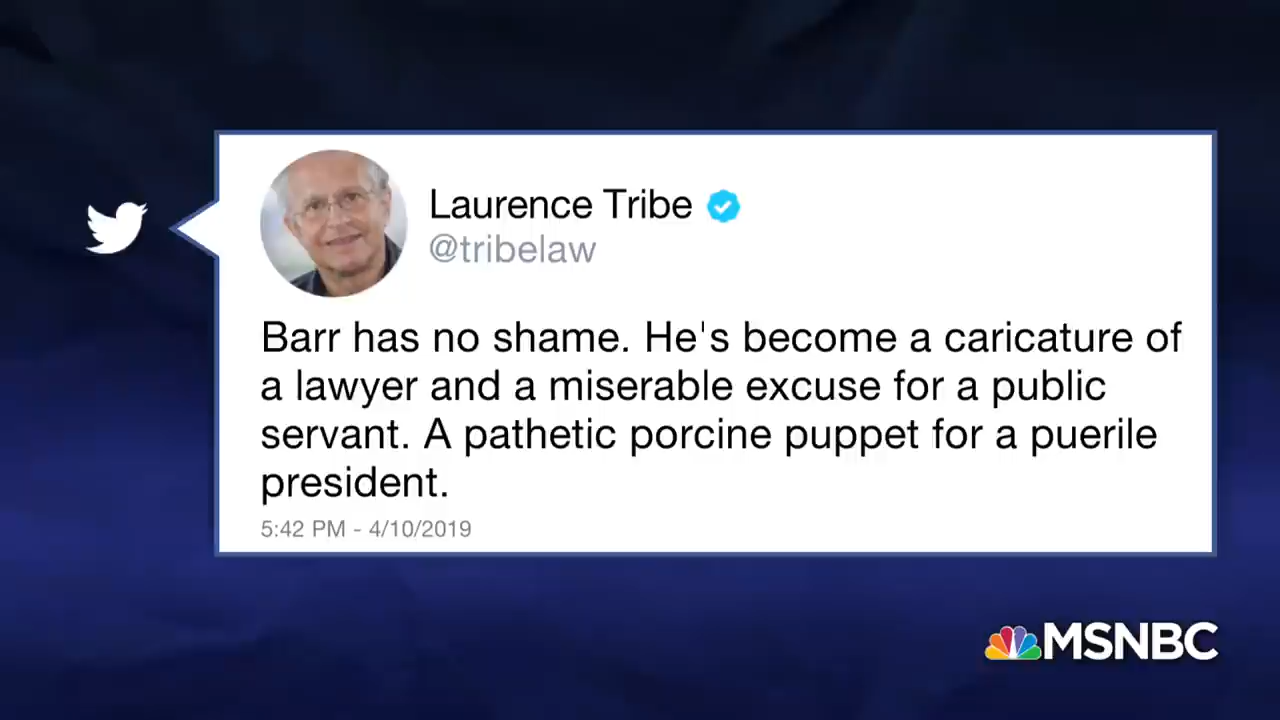 Laurence Tribe
@tribelaw
Barr has no shame. He's become a caricature of
a lawyer and a miserable excuse for a public
servant. A pathetic porcine puppet for a puerile
president.
5:42 PM - 4/10/2019
MSNBC